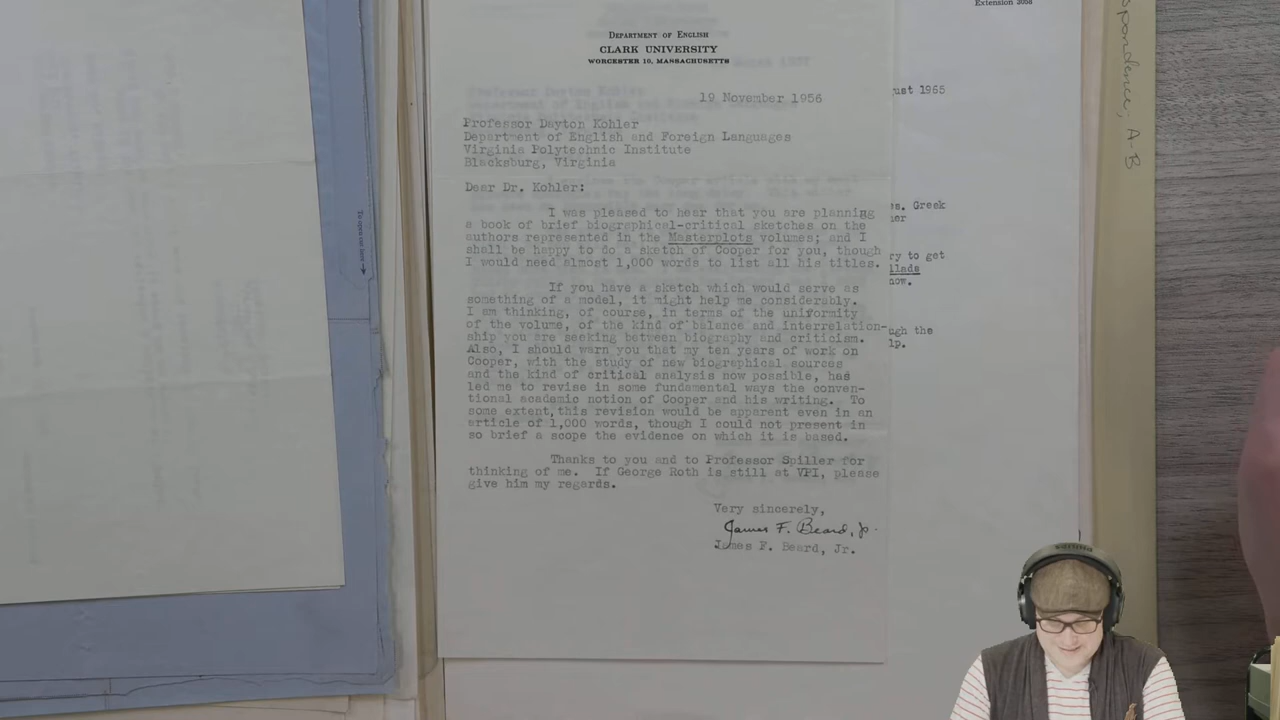 Extension 3058
DEPARTMENT OF ENGLISH
CLARK UNIVERSITY
WORCESTER 10, MASSACHUSETTS
19 November 1956
Professor Dayton Kohler
Department of English and Foreign Languages
Virginia Polytechnic Institute
Blacksburg, Virginia
Dear Dr. Kohler:
I was pleased to hear that you are planning
a book of brief biographical-critical sketches on the
authors represented in the Masterplots volumes; and I
shall be happy to do a sketch of Cooper for you, though
I would need almost 1,000 words to list all his titles.
If you have a sketch which would serve as
something of a model, it might help me considerably.
I am thinking, of course, in terms of the uniformity
of the volume, of the kind of balance and interrelation-
ship you are seeking between biography and criticism.
Also, I should warn you that my ten years of work on
Cooper, with the study of new biographical sources
and the kind of critical analysis now possible, has
led me to revise in some fundamental ways the conven-
tional academic notion of Cooper and his writing. To
some extent, this revision would be apparent even in an
article of 1,000 words, though I could not present in
so brief a scope the evidence on which it is based.
Thanks to you and to Professor Spiller for
thinking of me. If George Roth is still at VPI, please
give him my regards.
Very sincerely,
James F. Beard, Jr.
James F. Beard, Jr.
ust 1965
s. Greek
er
ry to get
llads
now.
ugh the
lp.
spondence; A-B
To open cut here